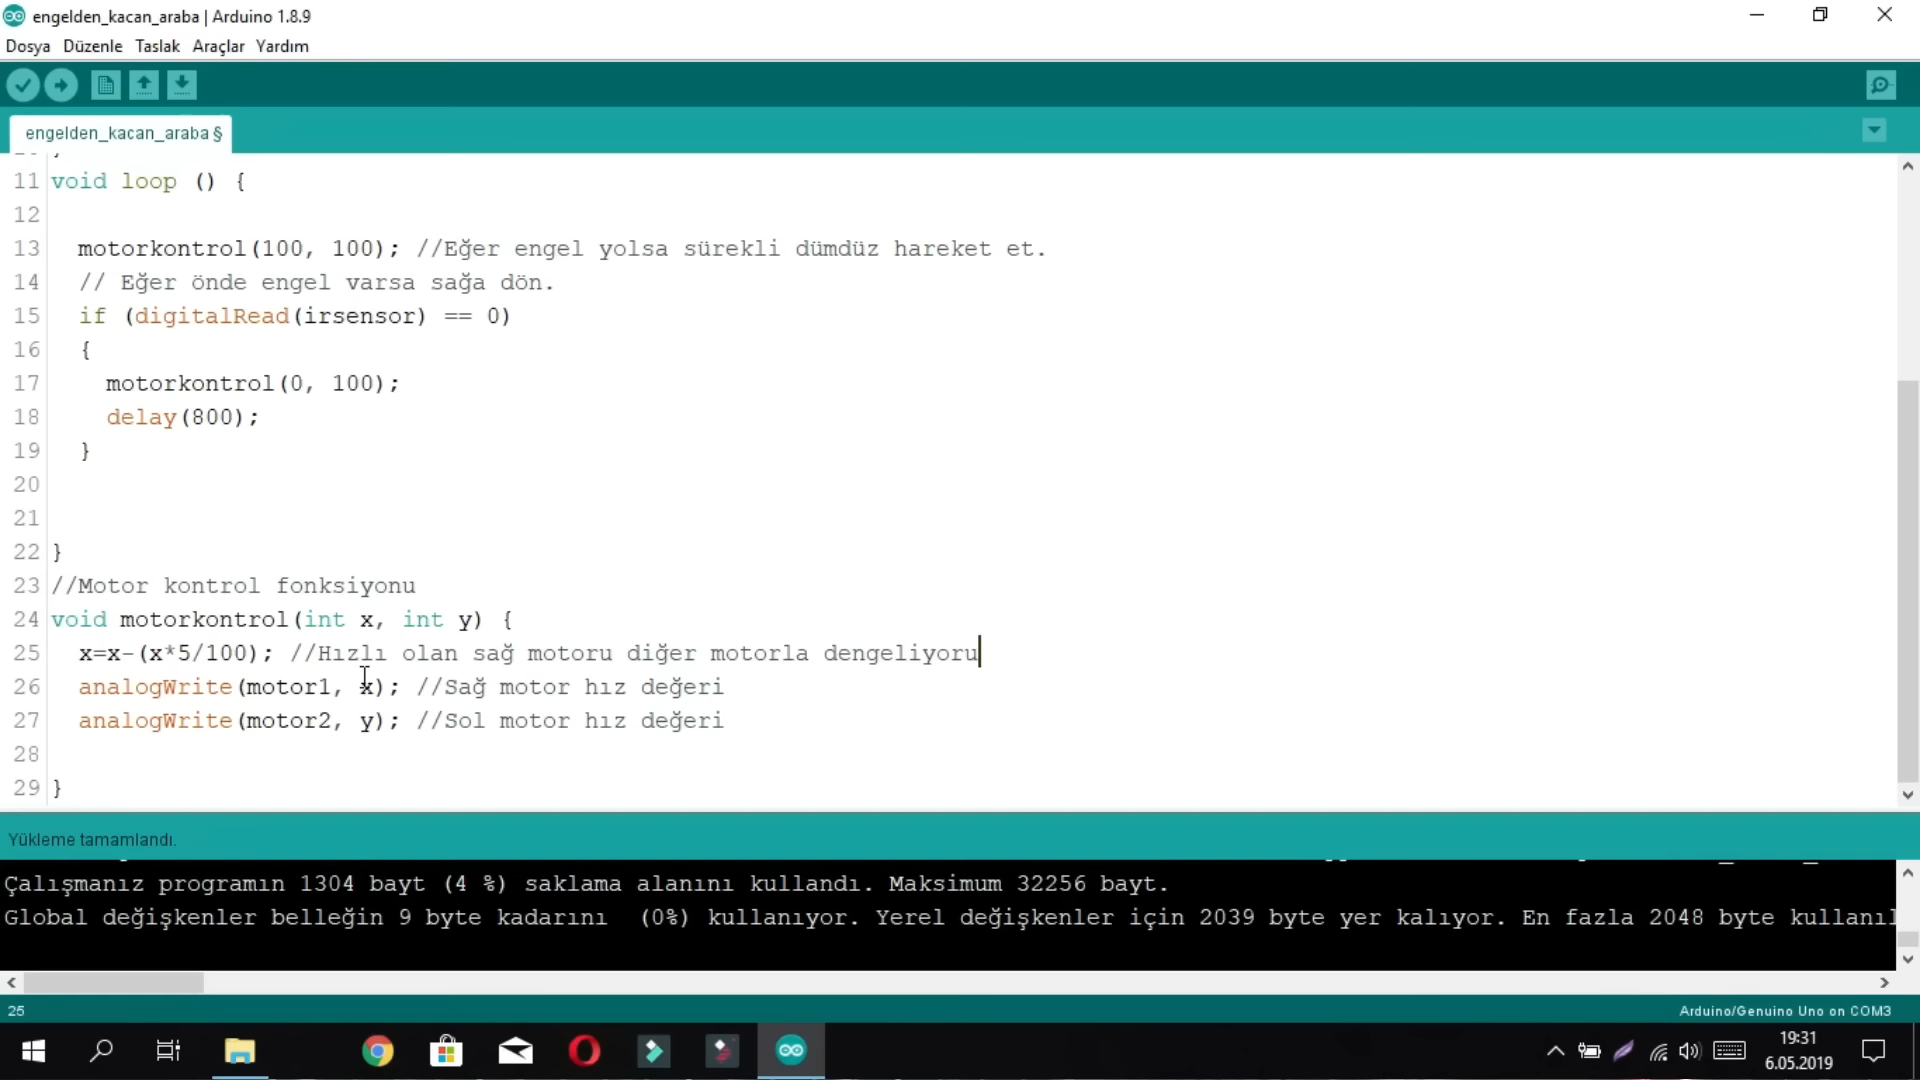 engelden_kacan_araba | Arduino 1.8.9
Dosya Düzenle Taslak Araçlar Yardım
engelden_kacan_araba §
11 void loop () {
12
13 motorkontrol(100, 100); //Eğer engel yolsa sürekli dümdüz hareket et.
14 // Eğer önde engel varsa sağa dön.
15 if (digitalRead(irsensor) == 0)
16 {
17 motorkontrol(0, 100);
18 delay(800);
19 }
20
21
22 }
23 //Motor kontrol fonksiyonu
24 void motorkontrol(int x, int y) {
25 x=x-(x*5/100); //Hızlı olan sağ motoru diğer motorla dengeliyoru
26 analogWrite(motor1, x); //Sağ motor hız değeri
27 analogWrite(motor2, y); //Sol motor hız değeri
28
29 }
Yükleme tamamlandı.
Çalışmanız programın 1304 bayt (4 %) saklama alanını kullandı. Maksimum 32256 bayt.
Global değişkenler belleğin 9 byte kadarını (0%) kullanıyor. Yerel değişkenler için 2039 byte yer kalıyor. En fazla 2048 byte
25
Arduino/Genuino Uno on COM3
19:31
6.05.2019